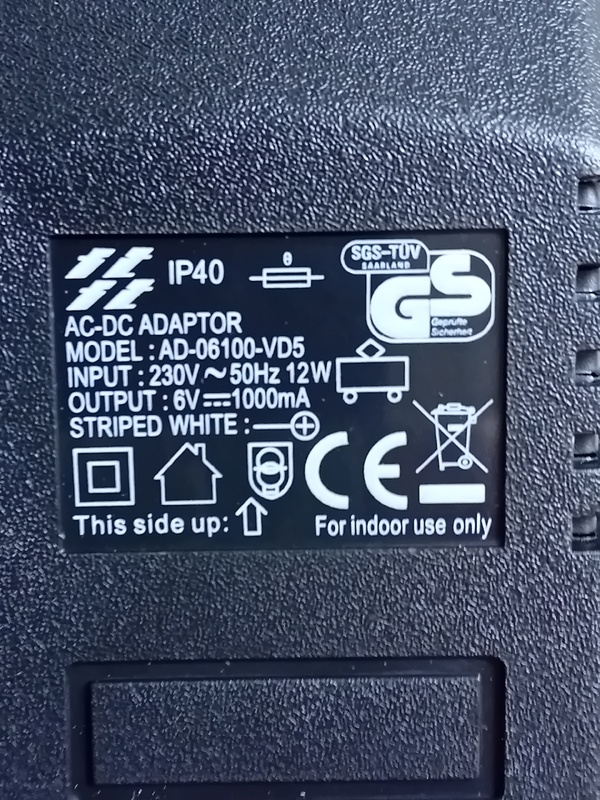 IP40
θ
SGS-TÜV
SAARLAND
GS
Geprüfte
Sicherheit
AC-DC ADAPTOR
MODEL : AD-06100-VD5
INPUT : 230V ~ 50Hz 12W
OUTPUT : 6V⎓1000mA
STRIPED WHITE : —⊕
CE
This side up:
For indoor use only